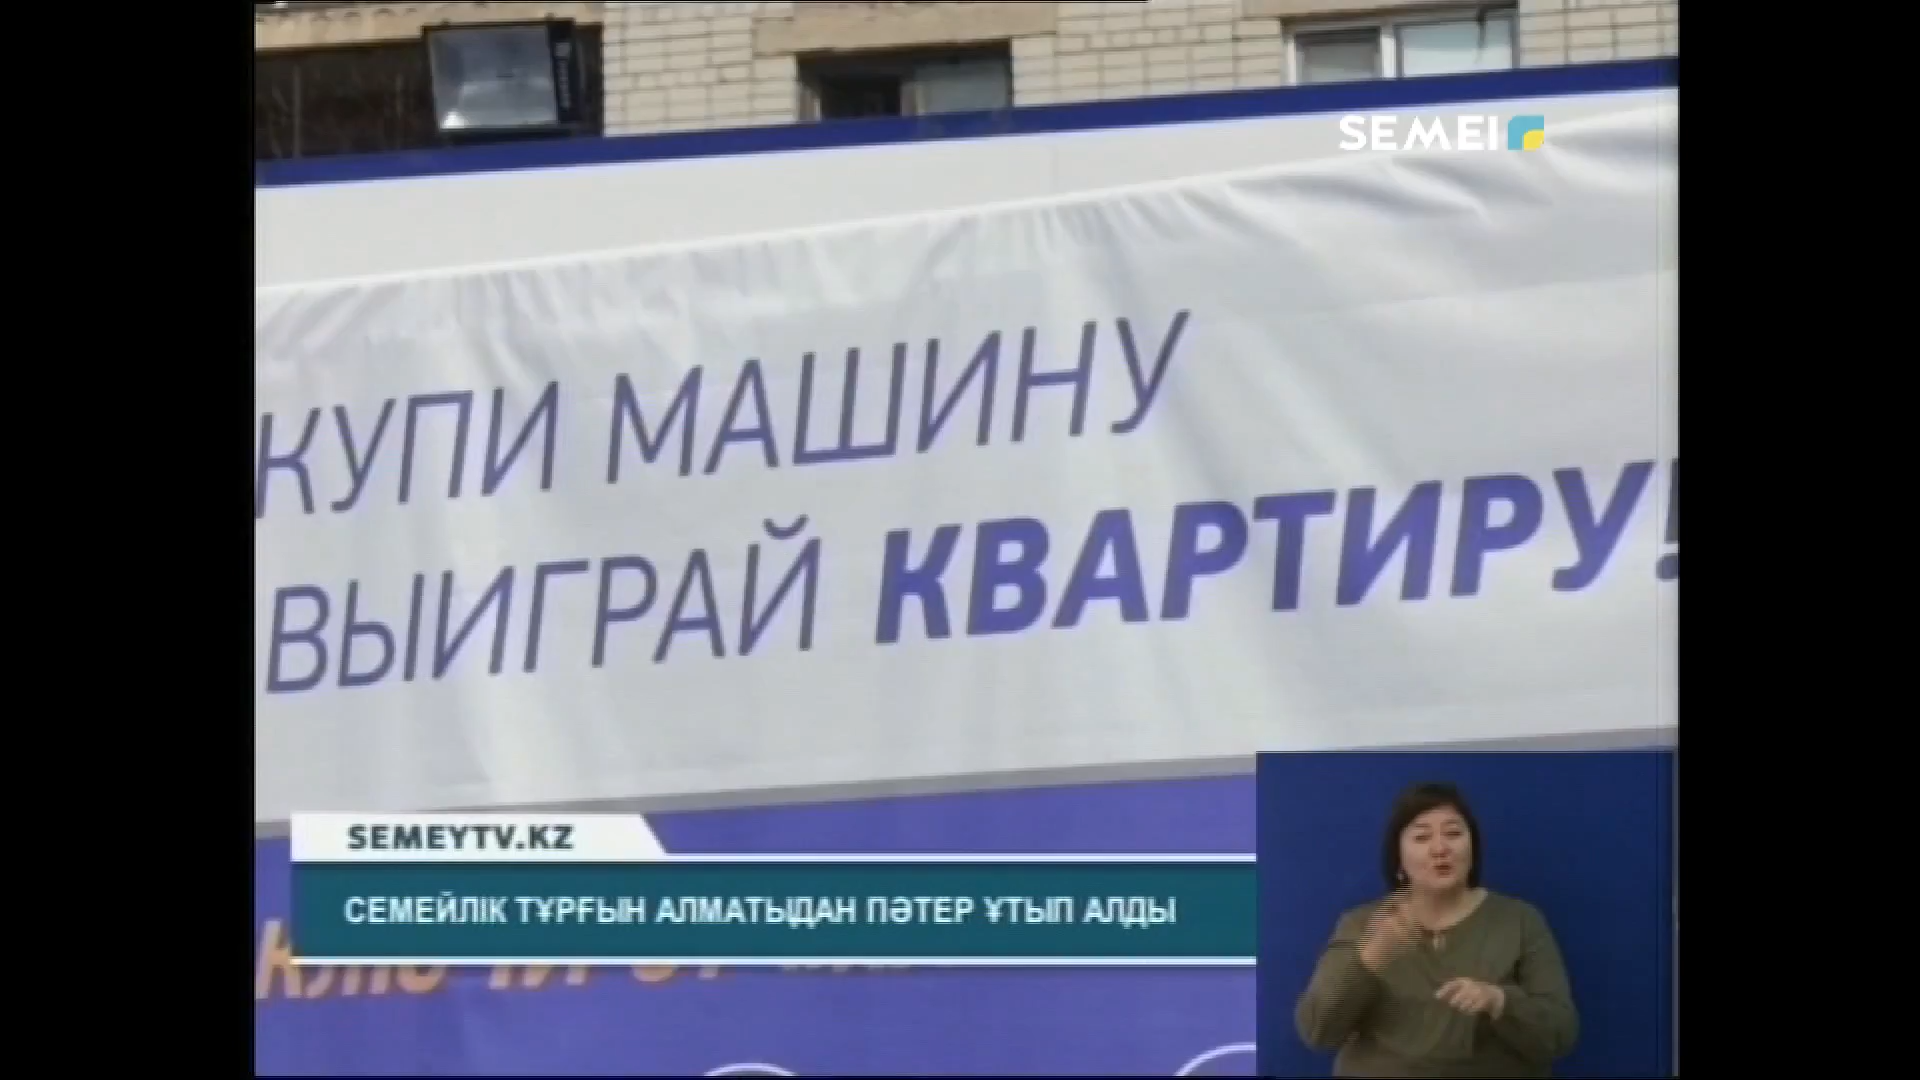 SEMEI
КУПИ МАШИНУ
ВЫИГРАЙ КВАРТИРУ!
SEMEYTV.KZ
СЕМЕЙЛІК ТҰРҒЫН АЛМАТЫДАН ПӘТЕР ҰТЫП АЛДЫ